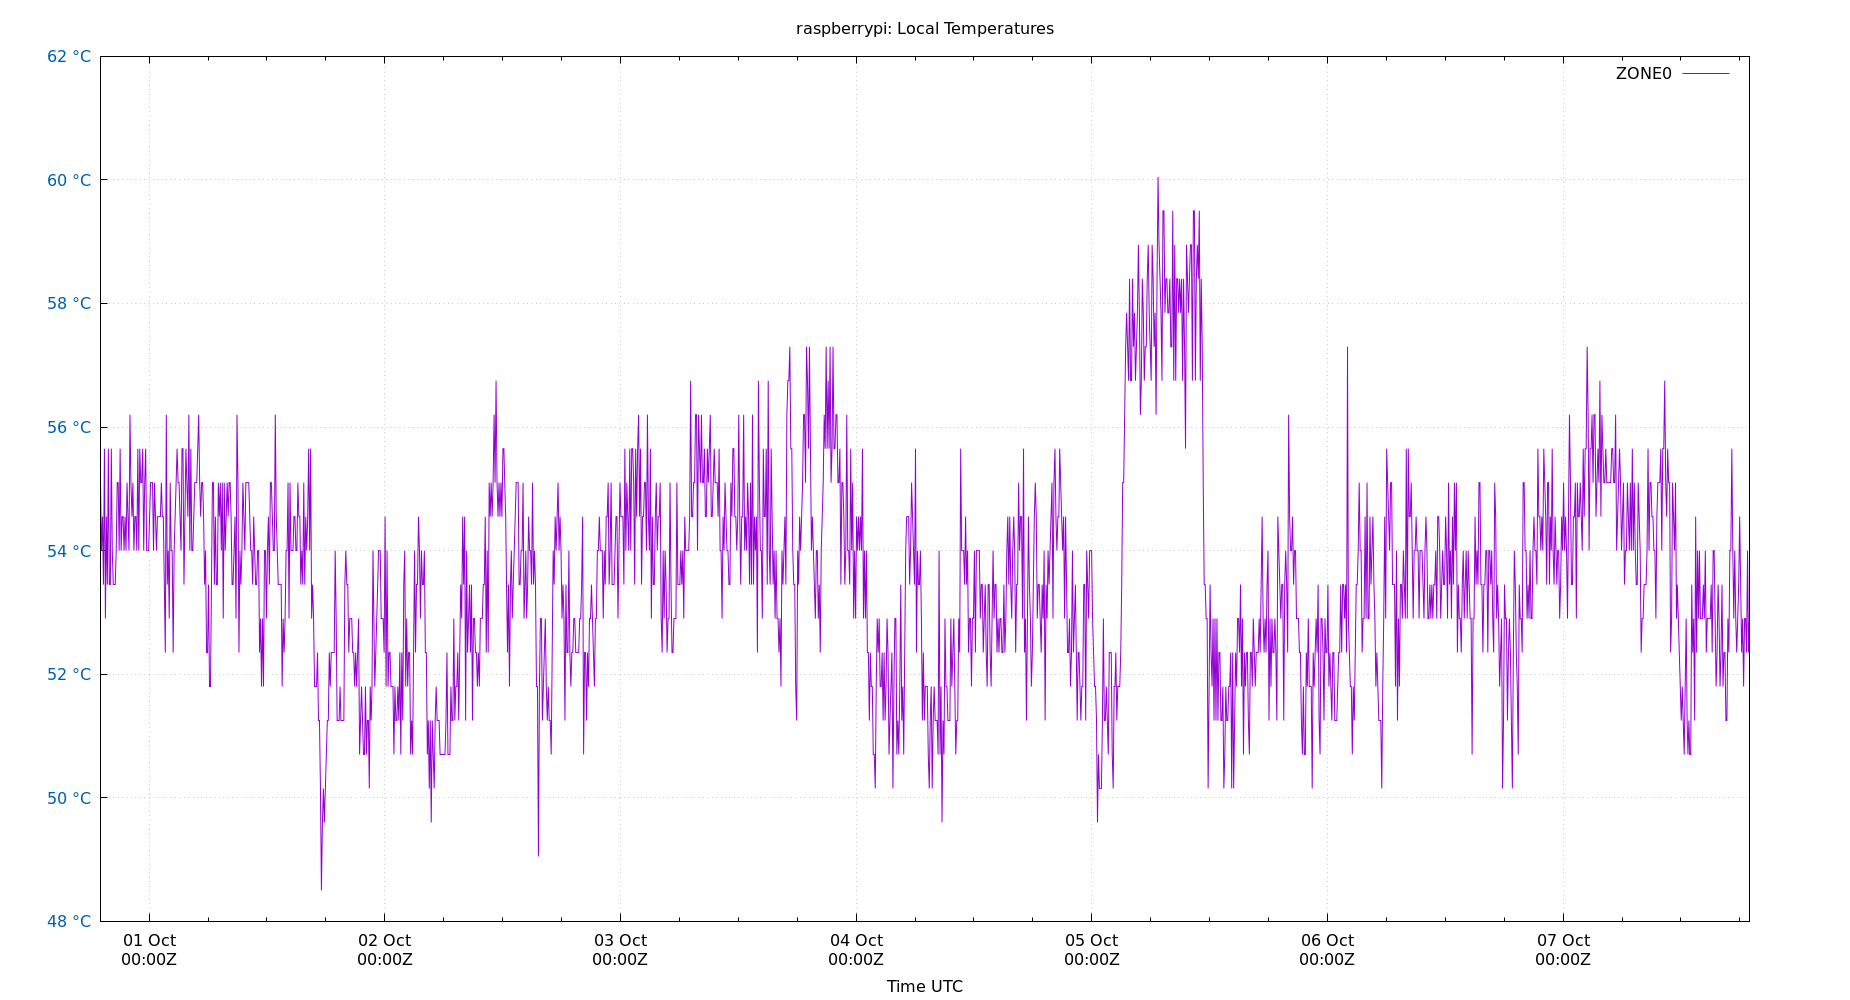 raspberrypi: Local Temperatures
62 °C
ZONE0
60 °C
58 °C
56 °C
54 °C
52 °C
50 °C
48 °C
01 Oct 02 Oct 03 Oct 04 Oct 05 Oct 06 Oct 07 Oct
00:00Z 00:00Z 00:00Z 00:00Z 00:00Z 00:00Z 00:00Z
Time UTC